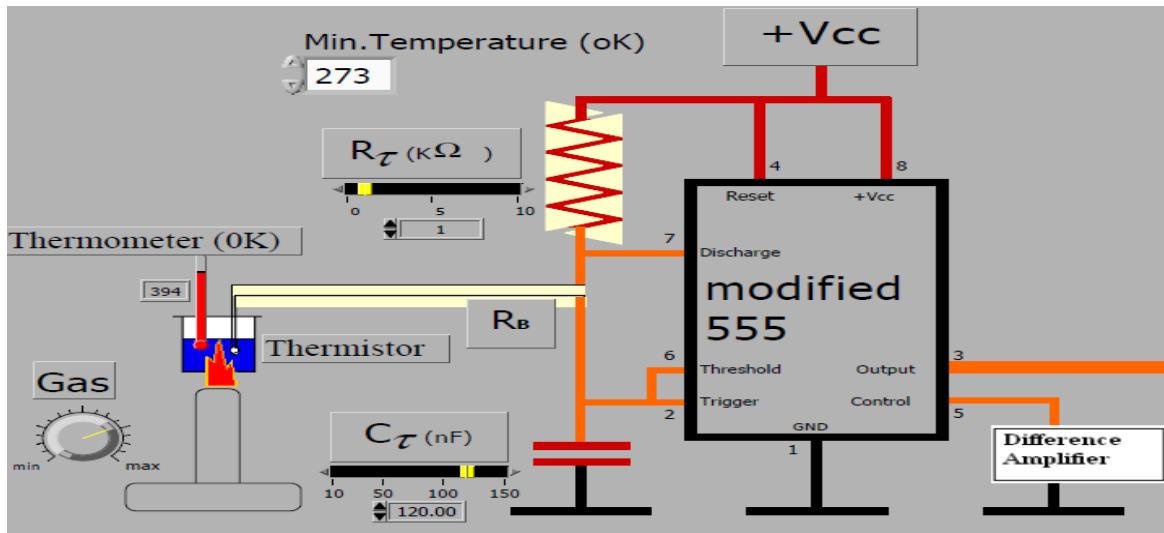 Min.Temperature (oK)
273
+Vcc
Rτ (KΩ )
0 5 10
1
4 8
Reset +Vcc
7
Discharge
modified
555
Thermometer (0K)
394
RB
Thermistor
6 3
Threshold Output
Trigger Control
2 5
GND
1
Gas
min max
Cτ (nF)
10 50 100 150
120.00
Difference
Amplifier